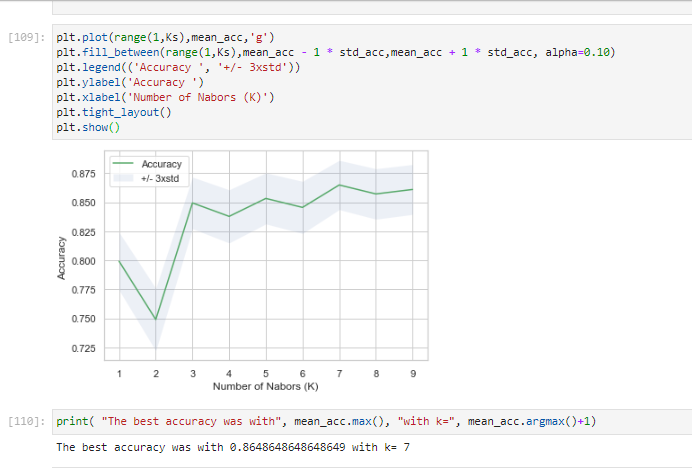 [109]: plt.plot(range(1,Ks),mean_acc,'g')
plt.fill_between(range(1,Ks),mean_acc - 1 * std_acc,mean_acc + 1 * std_acc, alpha=0.10)
plt.legend(('Accuracy ', '+/- 3xstd'))
plt.ylabel('Accuracy ')
plt.xlabel('Number of Nabors (K)')
plt.tight_layout()
plt.show()
Accuracy
+/- 3xstd
0.875
0.850
0.825
0.800
0.775
0.750
0.725
Accuracy
1 2 3 4 5 6 7 8 9
Number of Nabors (K)
[110]: print( "The best accuracy was with", mean_acc.max(), "with k=", mean_acc.argmax()+1)
The best accuracy was with 0.8648648648648649 with k= 7